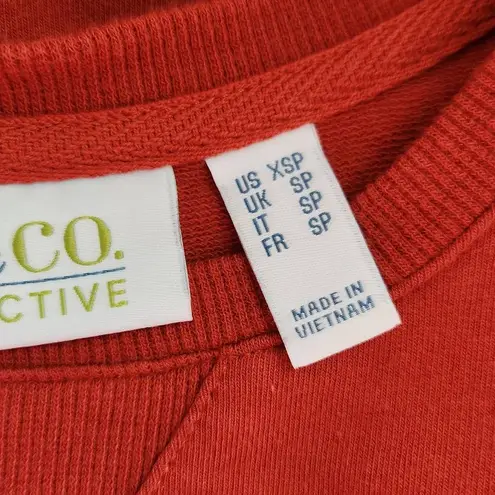 CO.
CTIVE
US XSP
UK SP
IT SP
FR SP
MADE IN
VIETNAM